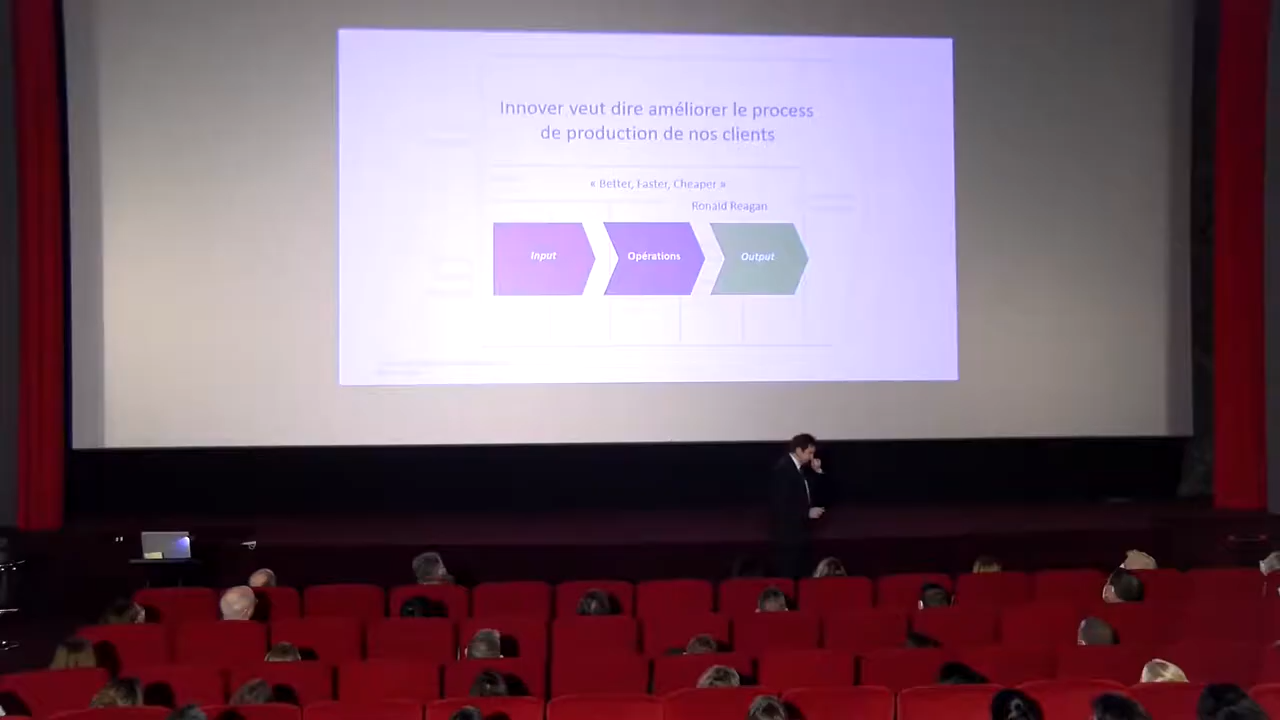 Innover veut dire améliorer le process
de production de nos clients
« Better, Faster, Cheaper »
Ronald Reagan
Input
Opérations
Output